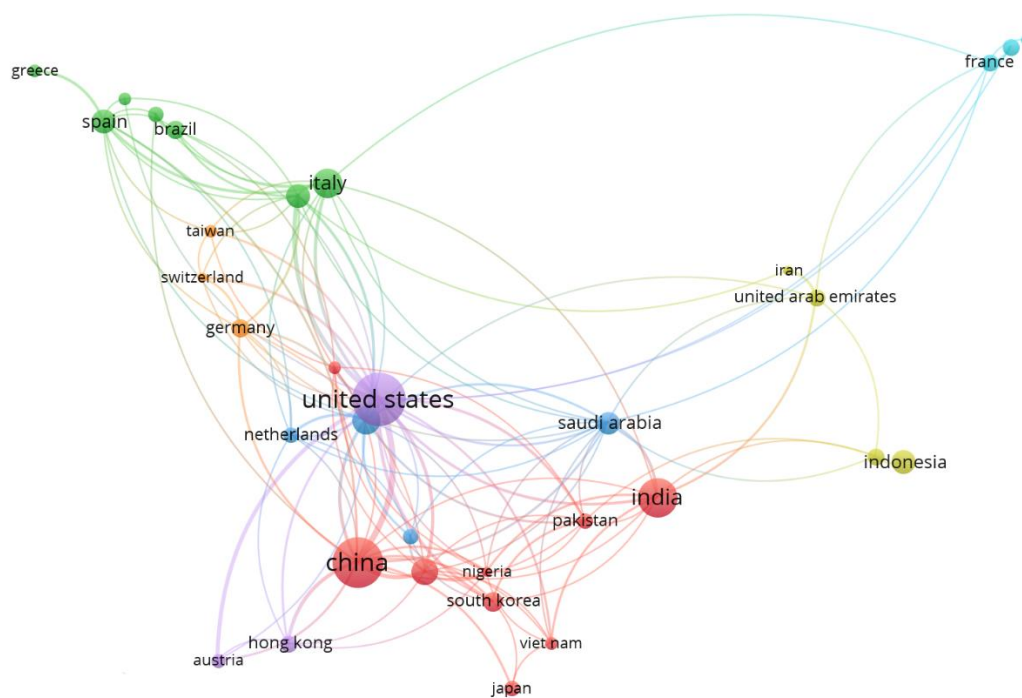 greece
france
spain
brazil
italy
taiwan
iran
switzerland
united arab emirates
germany
united states
saudi arabia
netherlands
indonesia
india
pakistan
china
nigeria
south korea
hong kong
viet nam
austria
japan